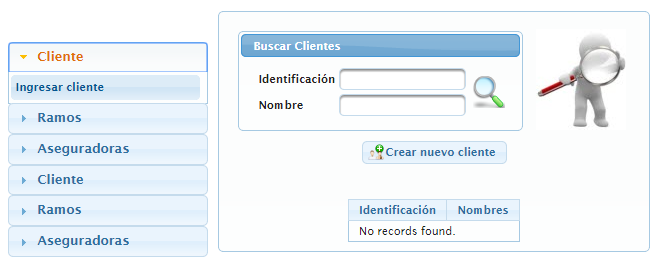 Cliente
Ingresar cliente
Ramos
Aseguradoras
Cliente
Ramos
Aseguradoras
Buscar Clientes
Identificación
Nombre
Crear nuevo cliente
Identificación Nombres
No records found.